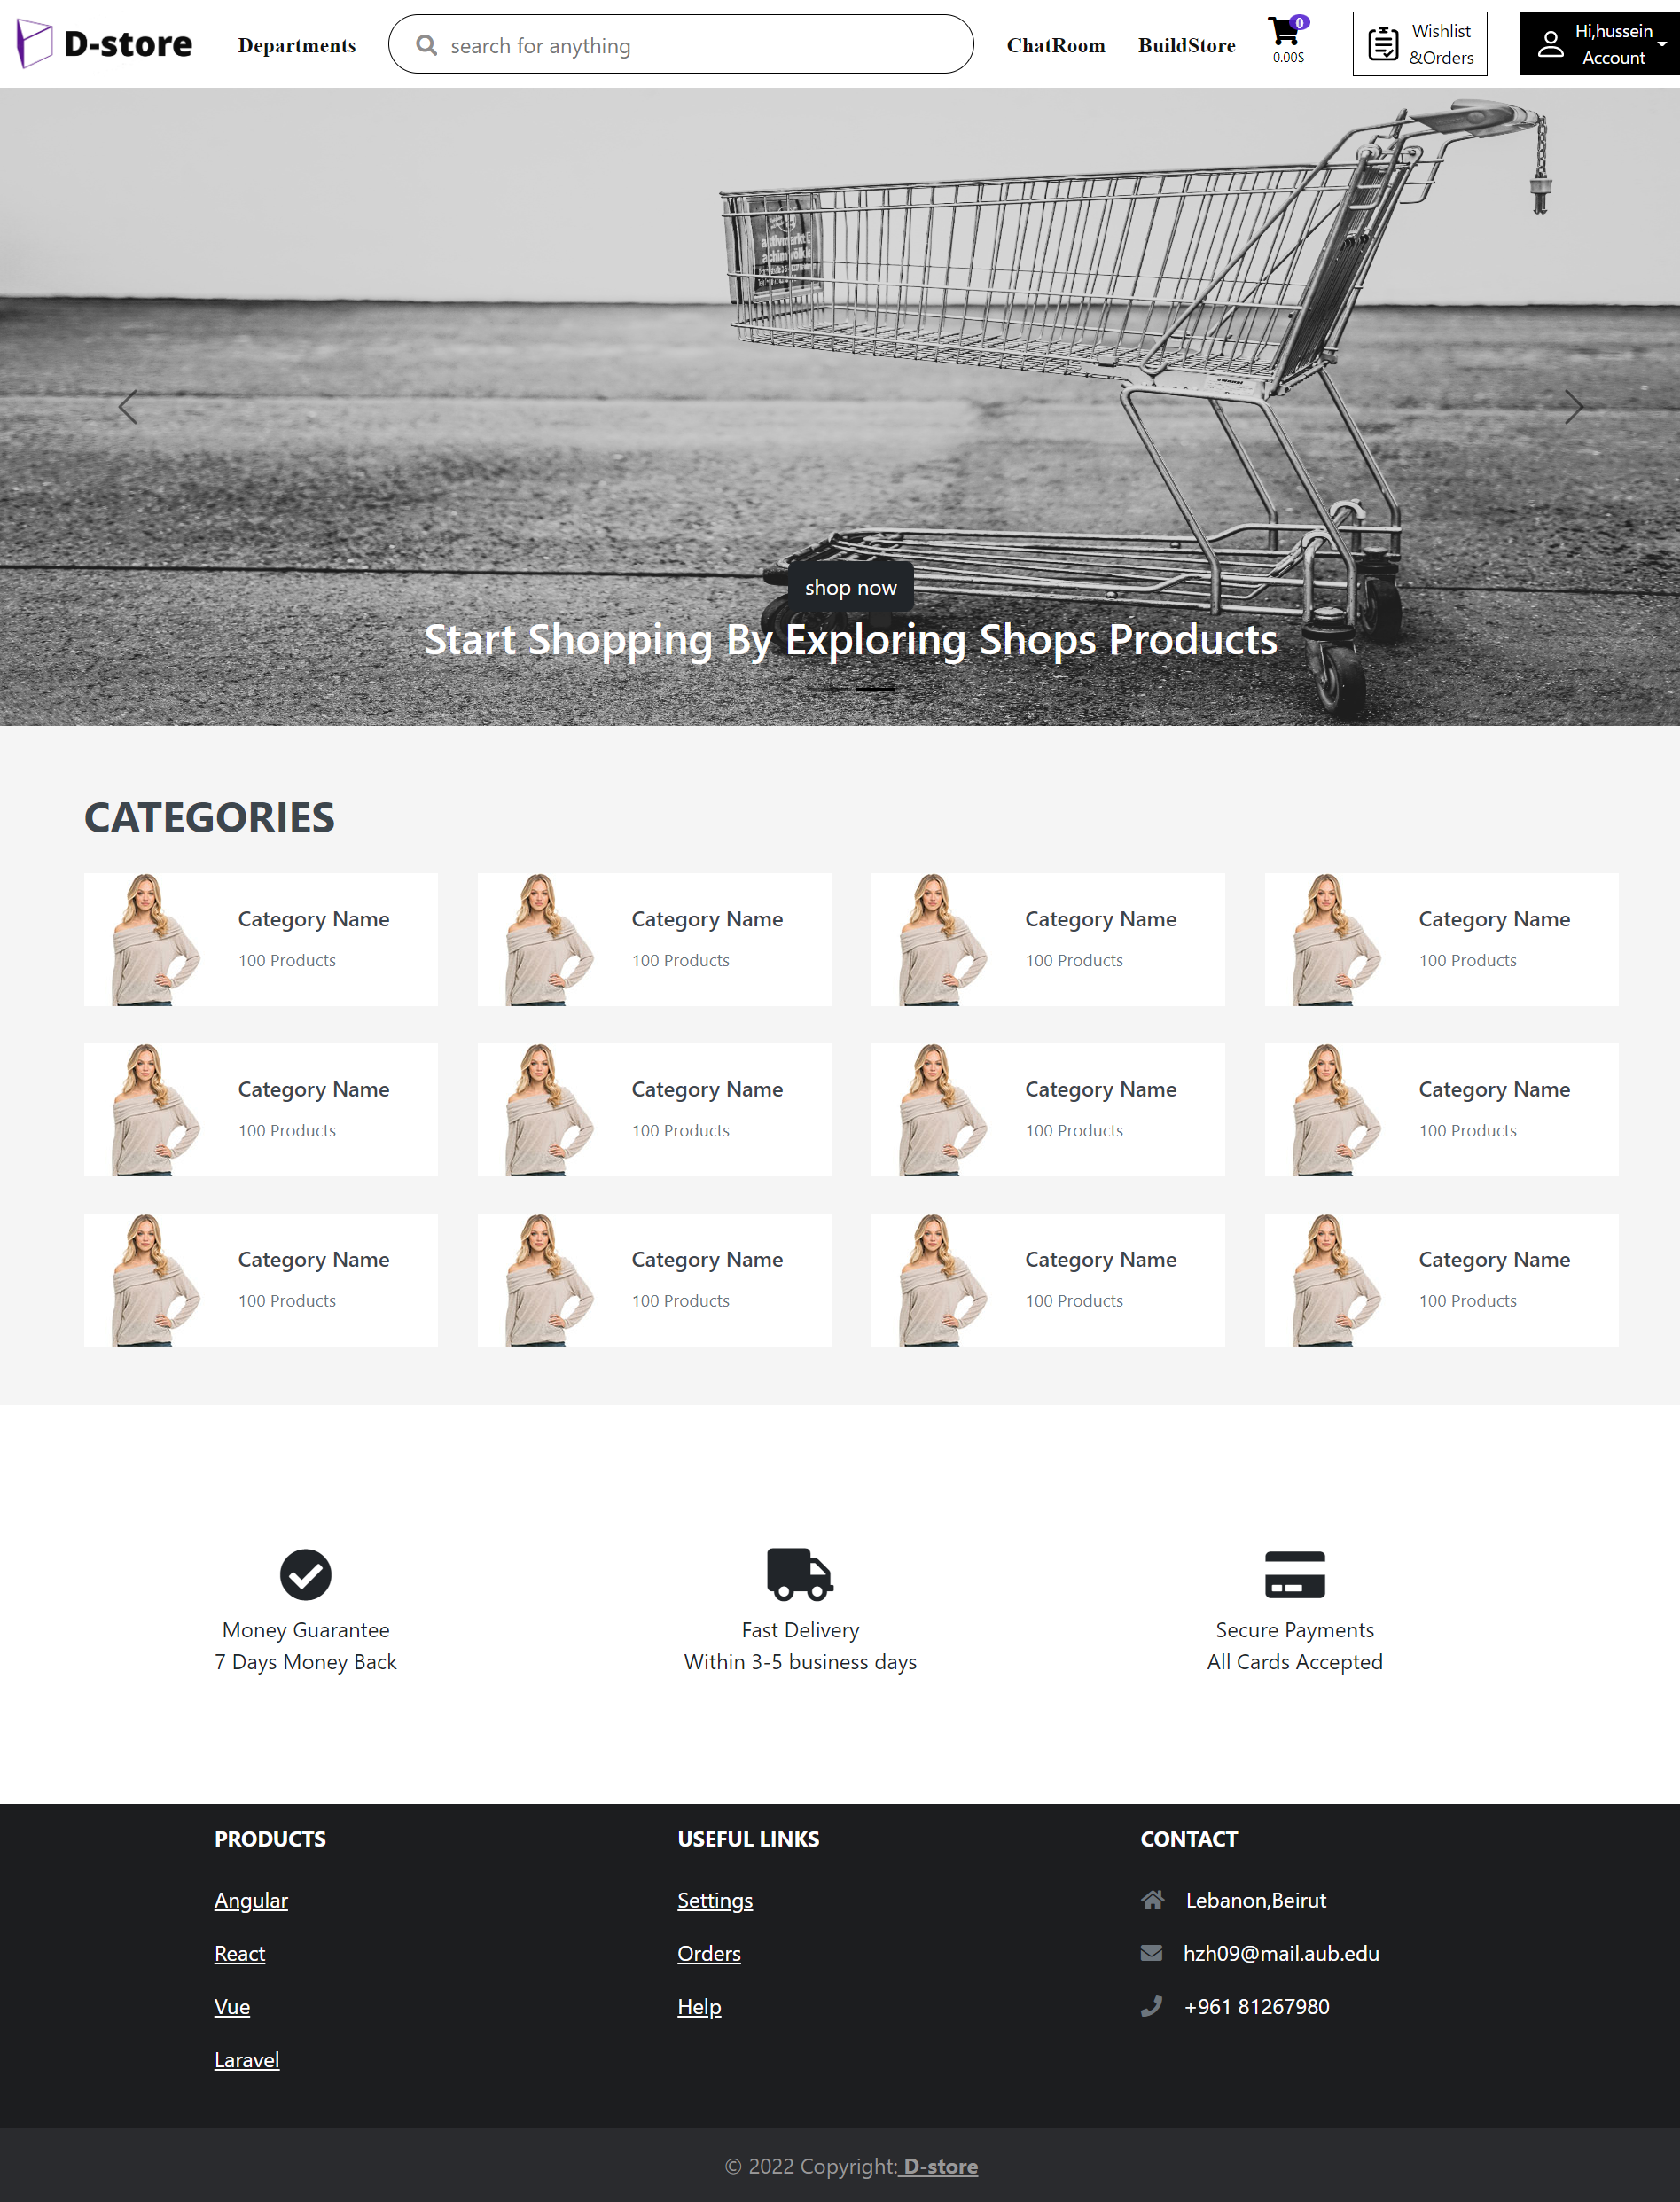 D-store
Departments
search for anything
ChatRoom
BuildStore
0
0.00$
Wishlist
&Orders
Hi,hussein
Account
shop now
Start Shopping By Exploring Shops Products
CATEGORIES
Category Name
100 Products
Category Name
100 Products
Category Name
100 Products
Category Name
100 Products
Category Name
100 Products
Category Name
100 Products
Category Name
100 Products
Category Name
100 Products
Category Name
100 Products
Category Name
100 Products
Category Name
100 Products
Category Name
100 Products
Money Guarantee
7 Days Money Back
Fast Delivery
Within 3-5 business days
Secure Payments
All Cards Accepted
PRODUCTS
Angular
React
Vue
Laravel
USEFUL LINKS
Settings
Orders
Help
CONTACT
Lebanon,Beirut
hzh09@mail.aub.edu
+961 81267980
© 2022 Copyright: D-store